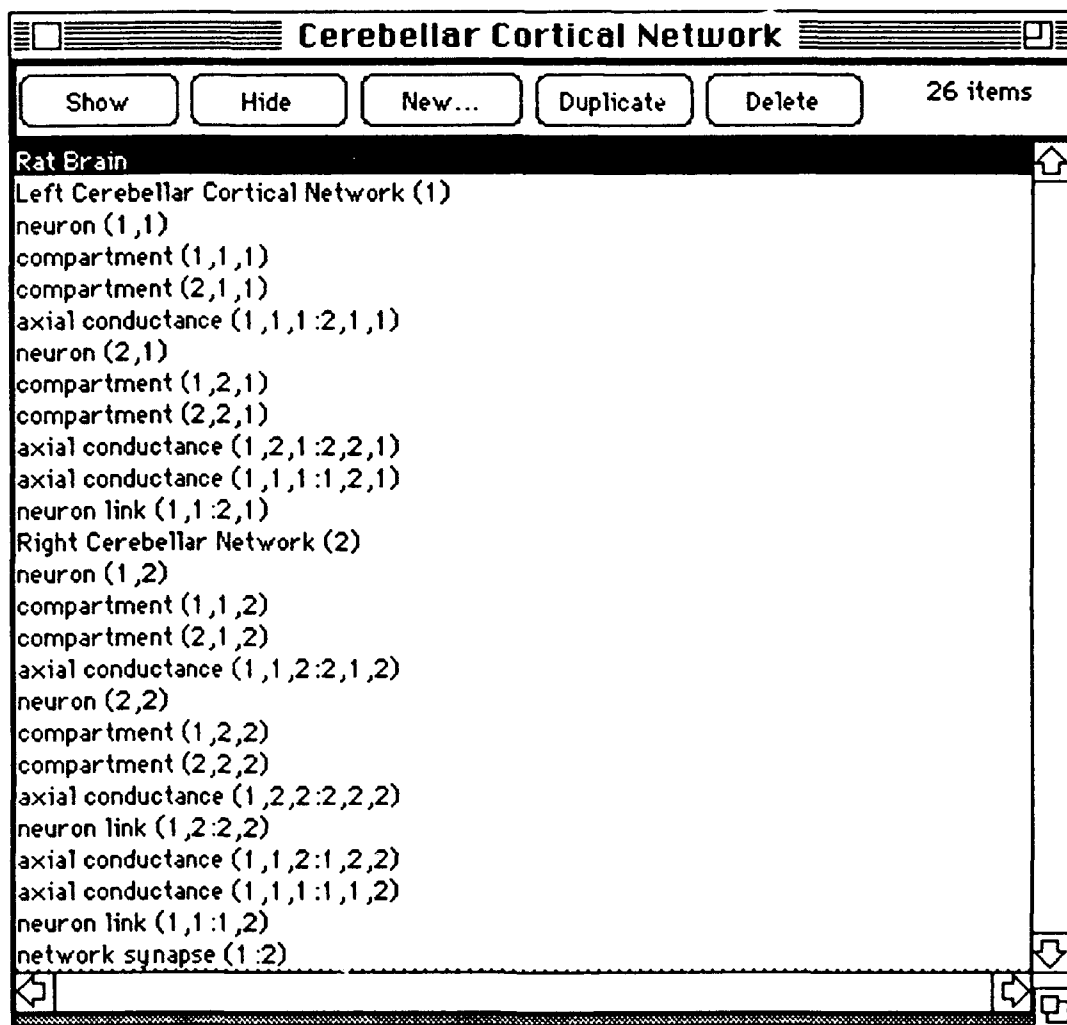 Cerebellar Cortical Network
Show Hide New... Duplicate Delete 26 items
Rat Brain
Left Cerebellar Cortical Network (1)
neuron (1,1)
compartment (1,1,1)
compartment (2,1,1)
axial conductance (1,1,1:2,1,1)
neuron (2,1)
compartment (1,2,1)
compartment (2,2,1)
axial conductance (1,2,1:2,2,1)
axial conductance (1,1,1:1,2,1)
neuron link (1,1:2,1)
Right Cerebellar Network (2)
neuron (1,2)
compartment (1,1,2)
compartment (2,1,2)
axial conductance (1,1,2:2,1,2)
neuron (2,2)
compartment (1,2,2)
compartment (2,2,2)
axial conductance (1,2,2:2,2,2)
neuron link (1,2:2,2)
axial conductance (1,1,2:1,2,2)
axial conductance (1,1,1:1,1,2)
neuron link (1,1:1,2)
network synapse (1:2)